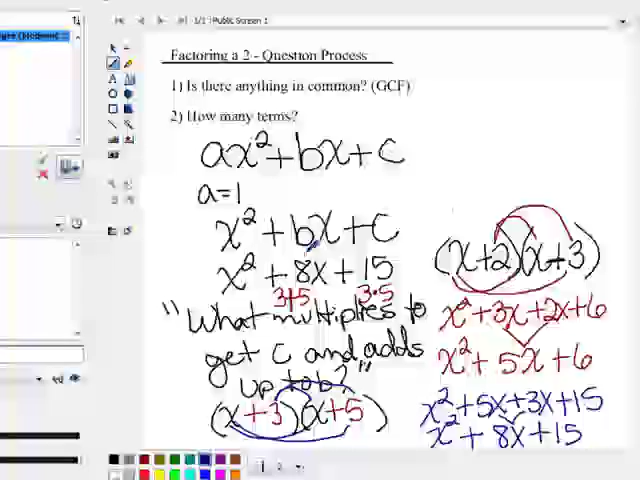 1/1 Public Screen 1
Factoring a 2 - Question Process
1) Is there anything in common? (GCF)
2) How many terms?
ax²+bx+c
a=1
x²+bx+c
x²+8x+15
3+5 3·5
"What multiplies to
get c and adds
up to b?"
(x+3)(x+5)
(x+2)(x+3)
x²+3x+2x+6
x²+5x+6
x²+5x+3x+15
x²+8x+15